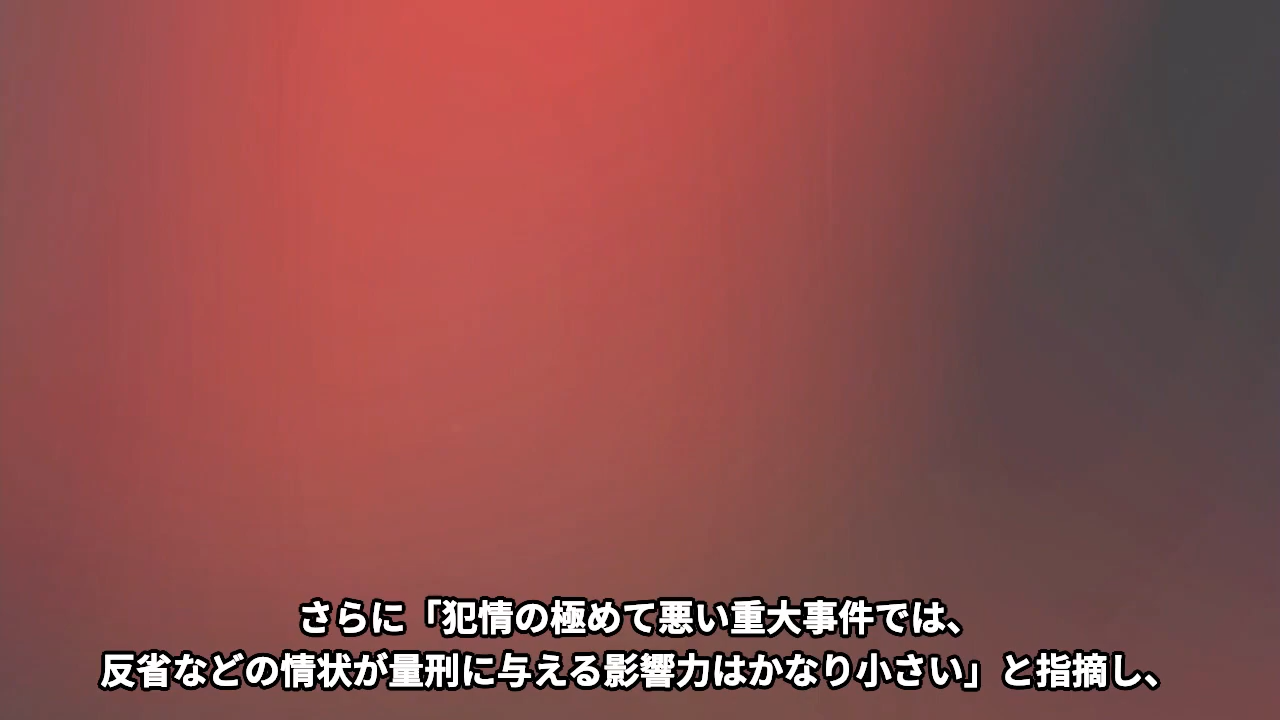 さらに「犯情の極めて悪い重大事件では、
反省などの情状が量刑に与える影響力はかなり小さい」と指摘し、